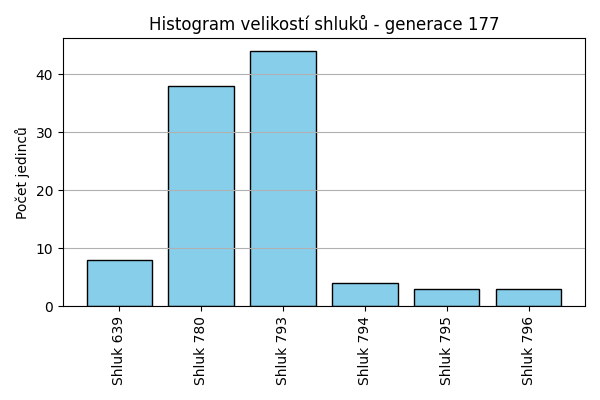 Histogram velikostí shluků - generace 177
Počet jedinců
40
30
20
10
0
Shluk 639
Shluk 780
Shluk 793
Shluk 794
Shluk 795
Shluk 796